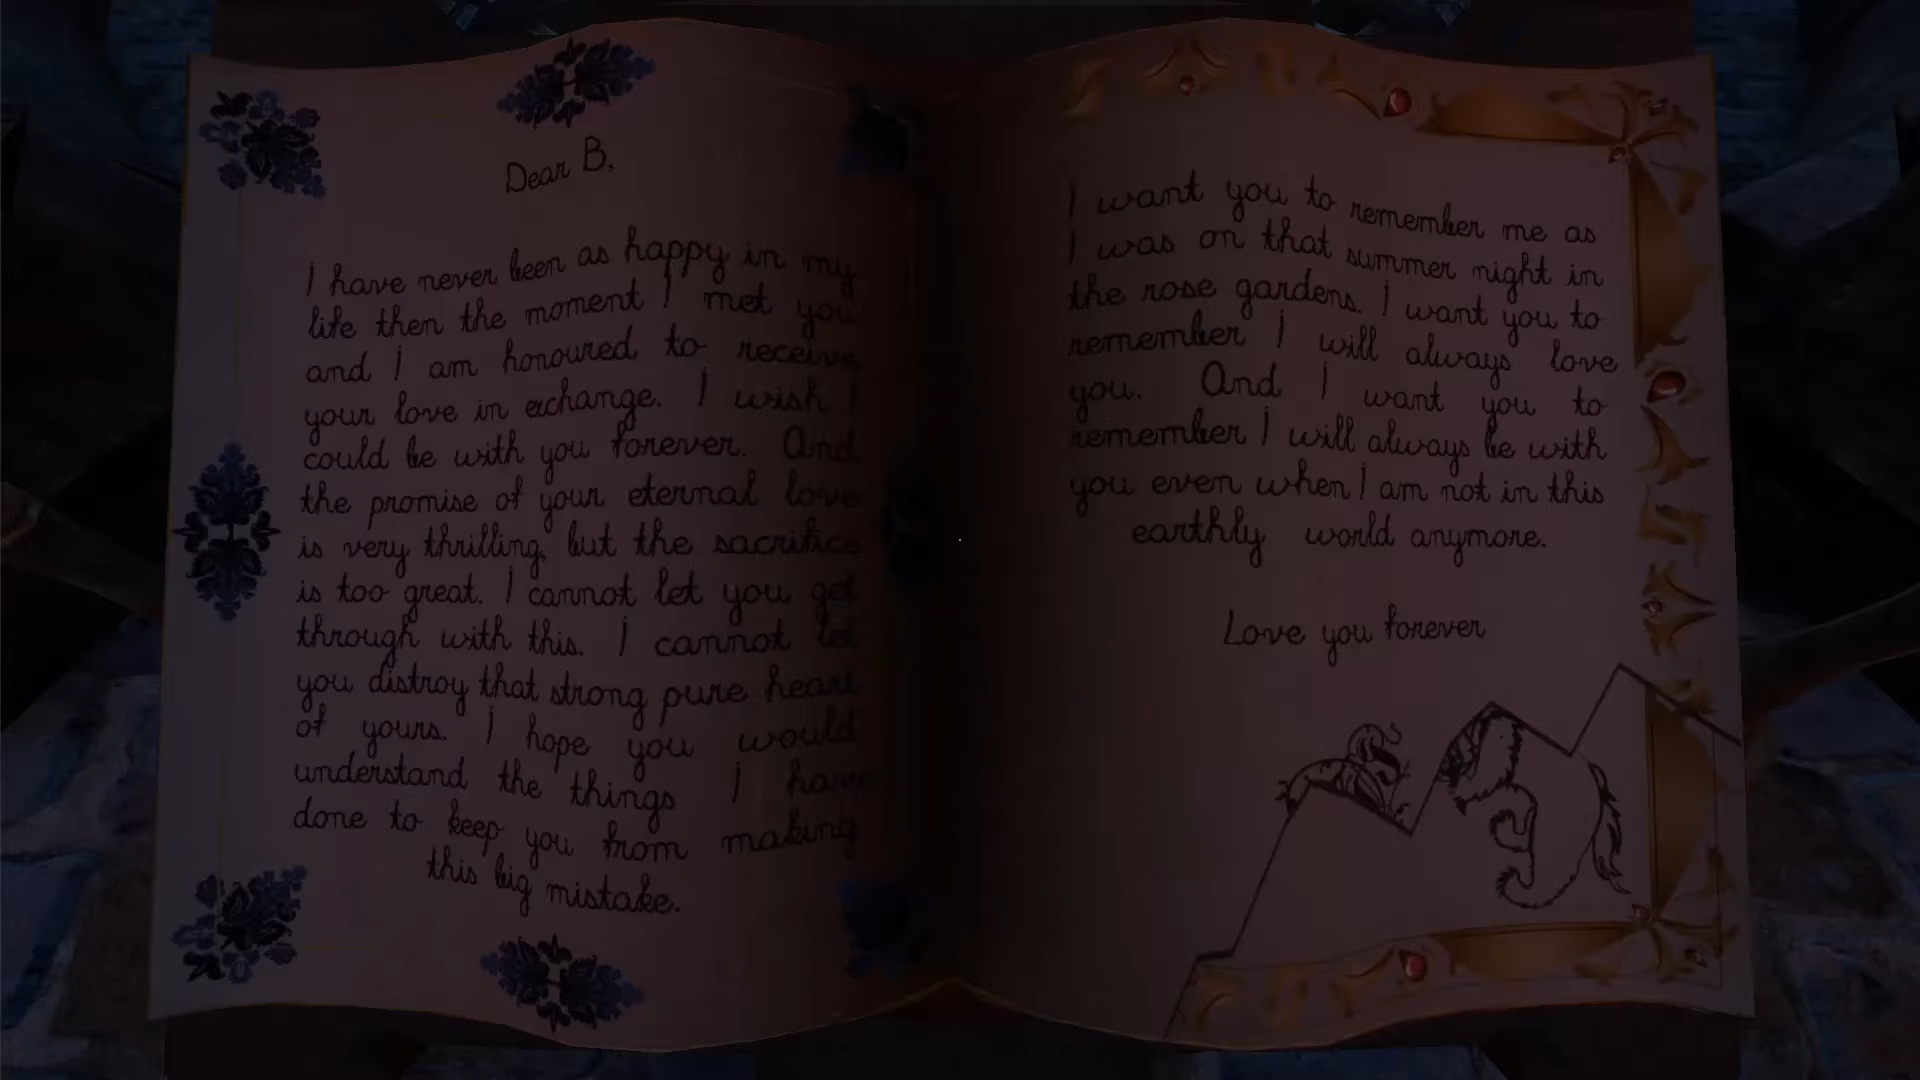 Dear B,
I have never been as happy in my
life then the moment I met you
and I am honoured to receive
your love in exchange. I wish I
could be with you forever. And
the promise of your eternal love
is very thrilling, but the sacrifice
is too great. I cannot let you get
through with this. I cannot let
you distroy that strong pure heart
of yours. I hope you would
understand the things I have
done to keep you from making
this big mistake.
I want you to remember me as
I was on that summer night in
the rose gardens. I want you to
remember I will always love
you. And I want you to
remember I will always be with
you even when I am not in this
earthly world anymore.
Love you forever